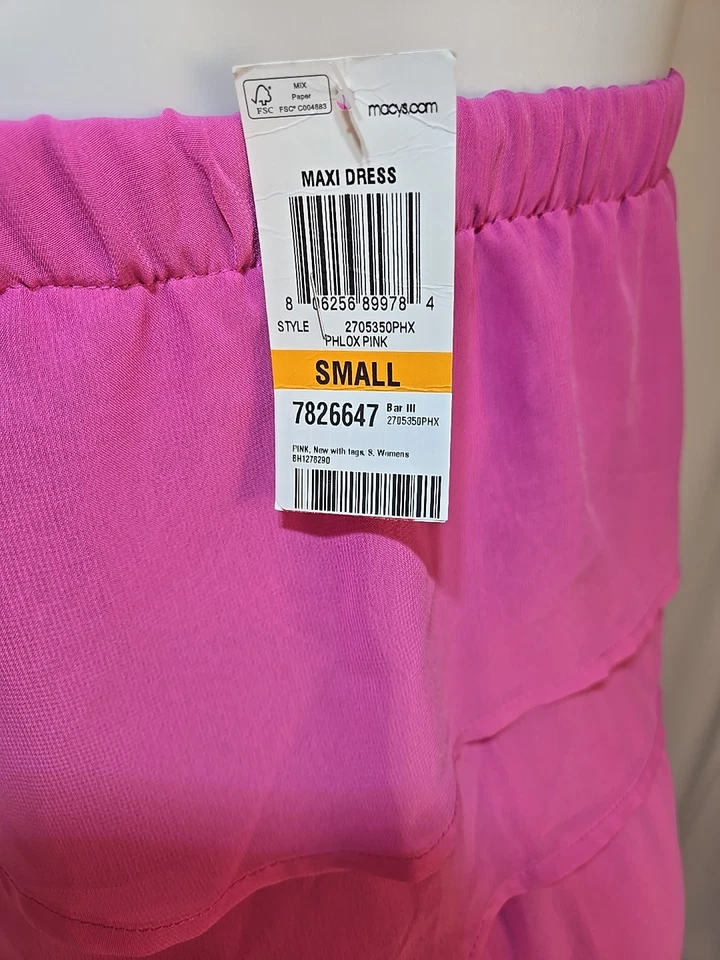 MIX
Paper
FSC FSC® C004883
macys.com
MAXI DRESS
8 06256 89978 4
STYLE 2705350PHX
PHLOX PINK
SMALL
7826647 Bar III
2705350PHX
PINK, New with tags, S, Womens
BH1278290